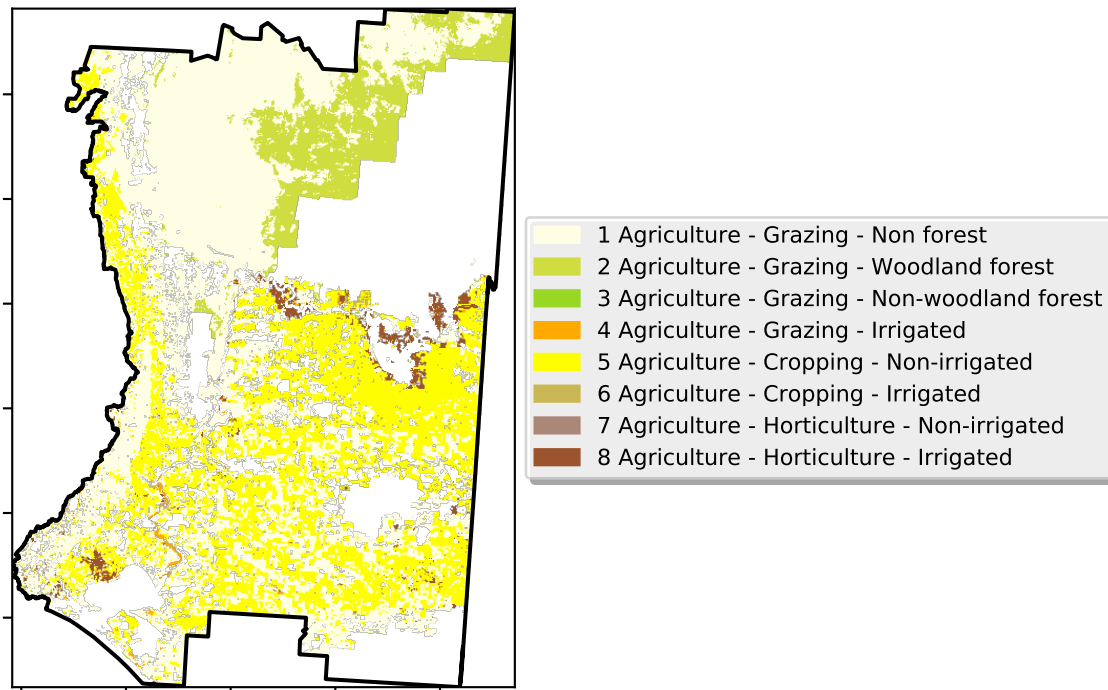 1 Agriculture - Grazing - Non forest
2 Agriculture - Grazing - Woodland forest
3 Agriculture - Grazing - Non-woodland forest
4 Agriculture - Grazing - Irrigated
5 Agriculture - Cropping - Non-irrigated
6 Agriculture - Cropping - Irrigated
7 Agriculture - Horticulture - Non-irrigated
8 Agriculture - Horticulture - Irrigated